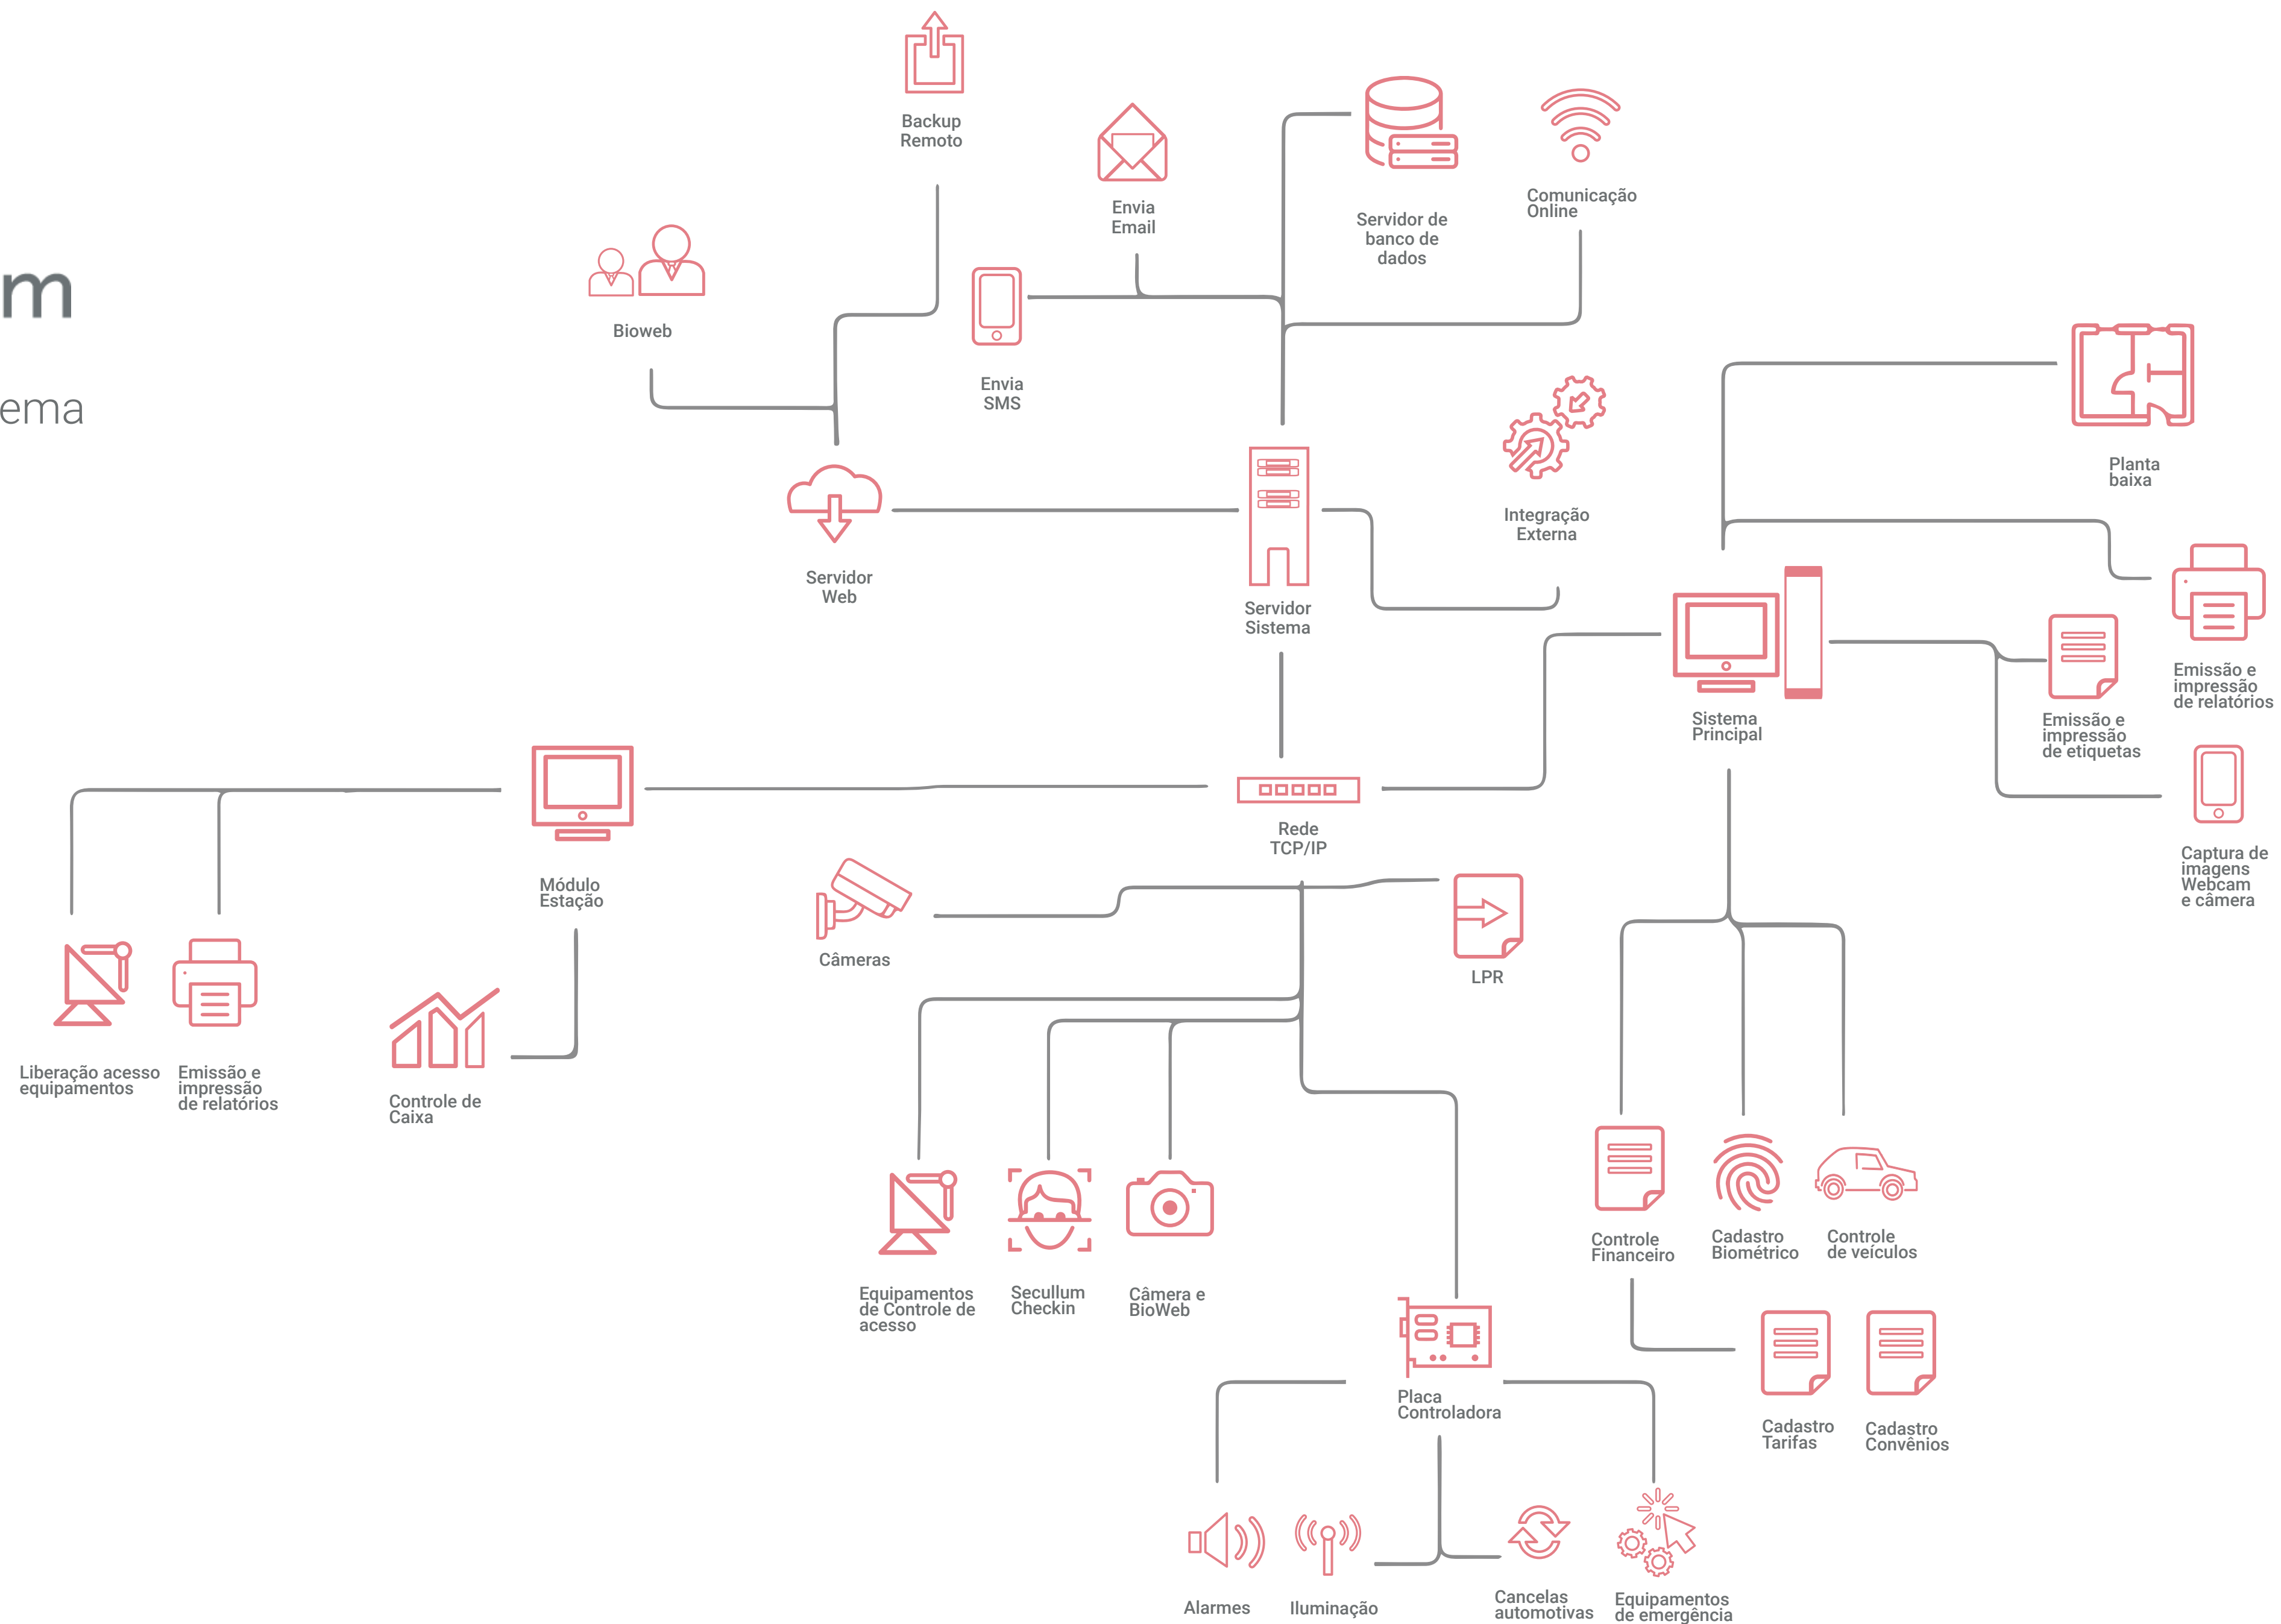 m
ema
Backup
Remoto
Envia
Email
Servidor de
banco de
dados
Comunicação
Online
Bioweb
Envia
SMS
Integração
Externa
Planta
baixa
Servidor
Web
Servidor
Sistema
Sistema
Principal
Emissão e
impressão
de relatórios
Emissão e
impressão
de etiquetas
Módulo
Estação
Rede
TCP/IP
Captura de
imagens
Webcam
e câmera
Câmeras
LPR
Liberação acesso
equipamentos
Emissão e
impressão
de relatórios
Controle de
Caixa
Equipamentos
de Controle de
acesso
Secullum
Checkin
Câmera e
BioWeb
Controle
Financeiro
Cadastro
Biométrico
Controle
de veículos
Placa
Controladora
Cadastro
Tarifas
Cadastro
Convênios
Alarmes
Iluminação
Cancelas
automotivas
Equipamentos
de emergência